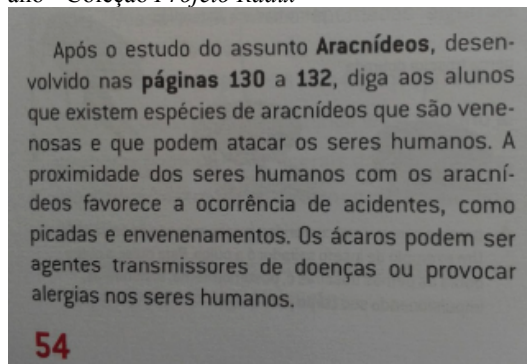 Após o estudo do assunto Aracnídeos, desen-
volvido nas páginas 130 a 132, diga aos alunos
que existem espécies de aracnídeos que são vene-
nosas e que podem atacar os seres humanos. A
proximidade dos seres humanos com os aracní-
deos favorece a ocorrência de acidentes, como
picadas e envenenamentos. Os ácaros podem ser
agentes transmissores de doenças ou provocar
alergias nos seres humanos.
54